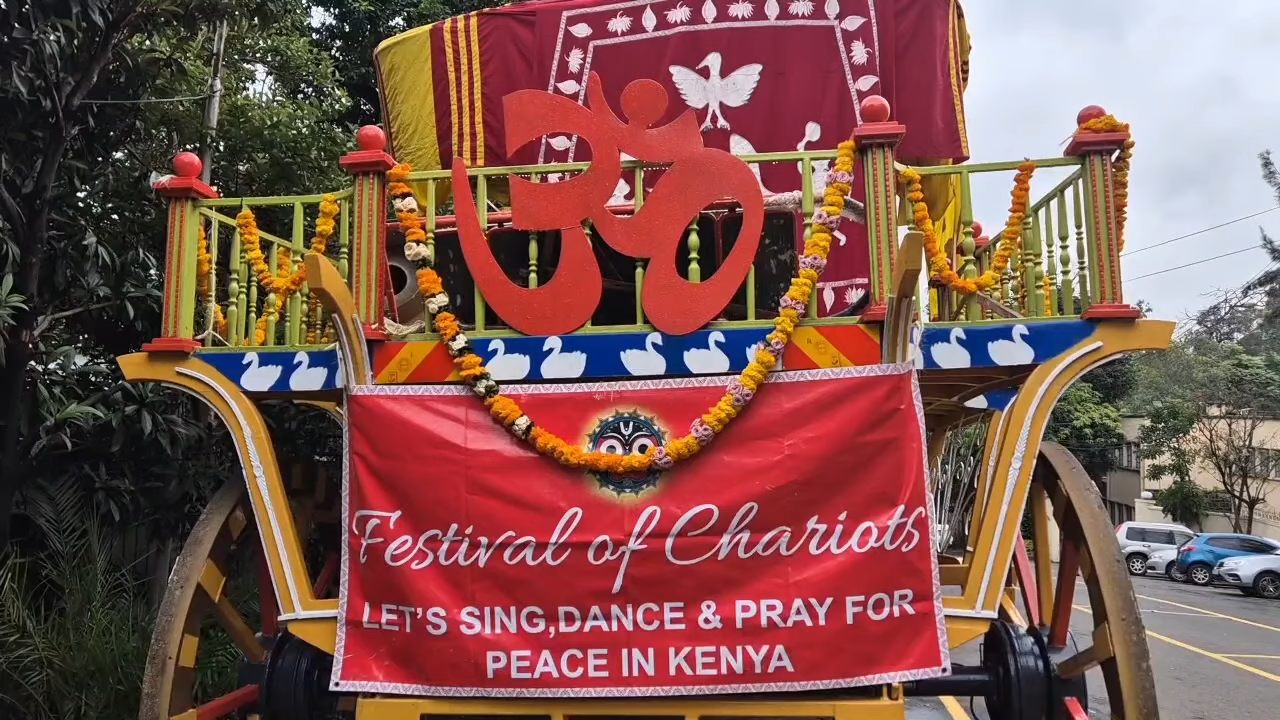 ॐ
Festival of Chariots
LET'S SING,DANCE & PRAY FOR
PEACE IN KENYA